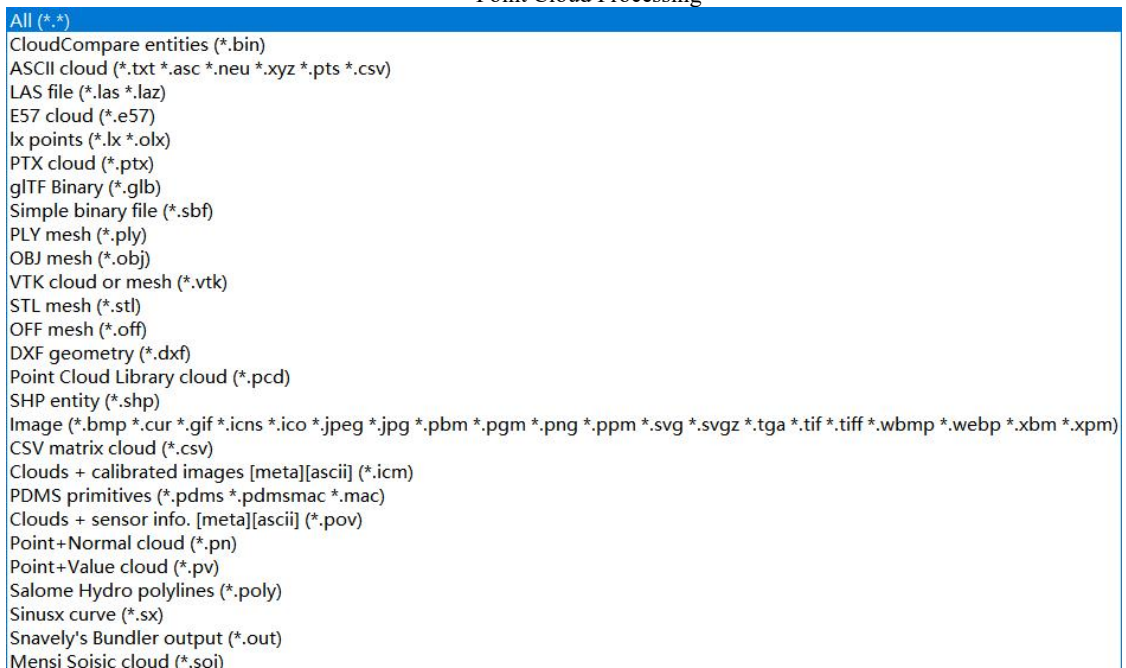 Point Cloud Processing
All (*.*)
CloudCompare entities (*.bin)
ASCII cloud (*.txt *.asc *.neu *.xyz *.pts *.csv)
LAS file (*.las *.laz)
E57 cloud (*.e57)
lx points (*.lx *.olx)
PTX cloud (*.ptx)
glTF Binary (*.glb)
Simple binary file (*.sbf)
PLY mesh (*.ply)
OBJ mesh (*.obj)
VTK cloud or mesh (*.vtk)
STL mesh (*.stl)
OFF mesh (*.off)
DXF geometry (*.dxf)
Point Cloud Library cloud (*.pcd)
SHP entity (*.shp)
Image (*.bmp *.cur *.gif *.icns *.ico *.jpeg *.jpg *.pbm *.pgm *.png *.ppm *.svg *.svgz *.tga *.tif *.tiff *.wbmp *.webp *.xbm *.xpm)
CSV matrix cloud (*.csv)
Clouds + calibrated images [meta][ascii] (*.icm)
PDMS primitives (*.pdms *.pdmsmac *.mac)
Clouds + sensor info. [meta][ascii] (*.pov)
Point+Normal cloud (*.pn)
Point+Value cloud (*.pv)
Salome Hydro polylines (*.poly)
Sinusx curve (*.sx)
Snavely's Bundler output (*.out)
Mensi Soisic cloud (*.soi)